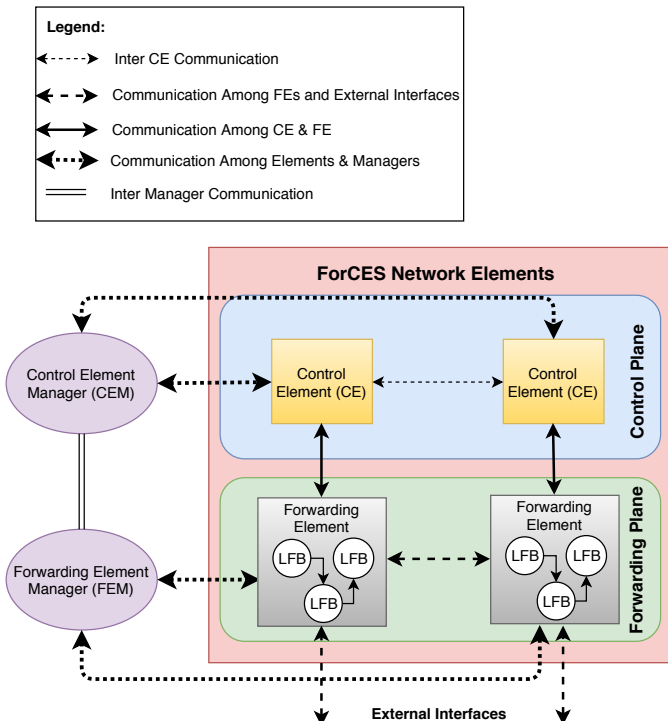 Legend:
Inter CE Communication
Communication Among FEs and External Interfaces
Communication Among CE & FE
Communication Among Elements & Managers
Inter Manager Communication
ForCES Network Elements
Control Plane
Control Element
Manager (CEM)
Control
Element (CE)
Control
Element (CE)
Forwarding Plane
Forwarding Element
Manager (FEM)
Forwarding
Element
LFB
LFB
LFB
Forwarding
Element
LFB
LFB
LFB
External Interfaces